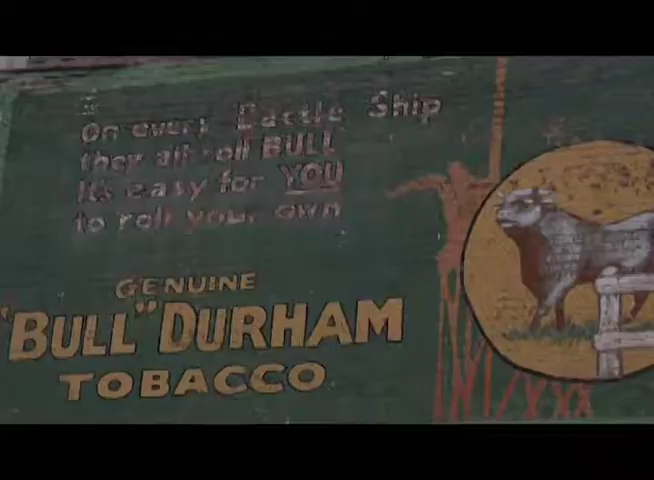 On every Battle Ship
they all roll BULL
It's easy for YOU
to roll your own
GENUINE
"BULL" DURHAM
TOBACCO